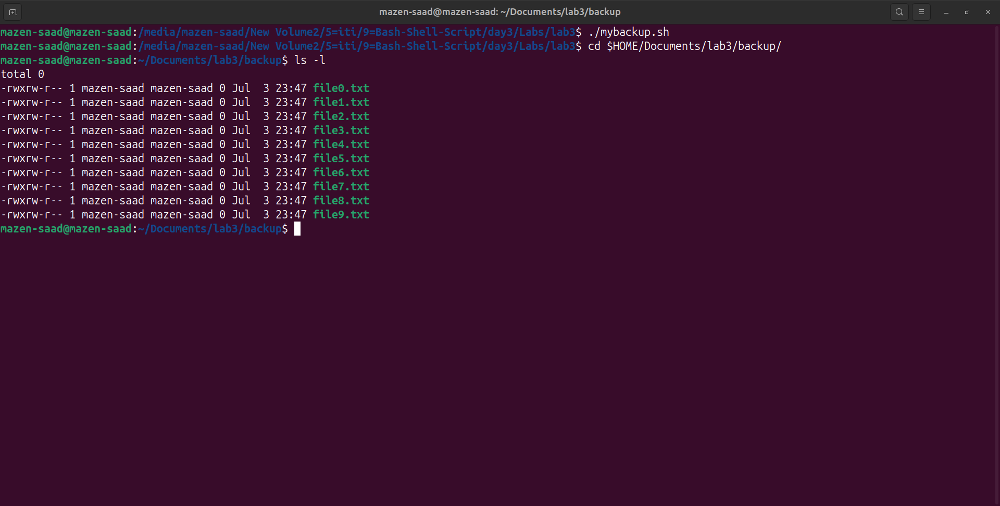 mazen-saad@mazen-saad: ~/Documents/lab3/backup
mazen-saad@mazen-saad:/media/mazen-saad/New Volume2/5=iti/9=Bash-Shell-Script/day3/Labs/lab3$ ./mybackup.sh
mazen-saad@mazen-saad:/media/mazen-saad/New Volume2/5=iti/9=Bash-Shell-Script/day3/Labs/lab3$ cd $HOME/Documents/lab3/backup/
mazen-saad@mazen-saad:~/Documents/lab3/backup$ ls -l
total 0
-rwxrw-r-- 1 mazen-saad mazen-saad 0 Jul  3 23:47 file0.txt
-rwxrw-r-- 1 mazen-saad mazen-saad 0 Jul  3 23:47 file1.txt
-rwxrw-r-- 1 mazen-saad mazen-saad 0 Jul  3 23:47 file2.txt
-rwxrw-r-- 1 mazen-saad mazen-saad 0 Jul  3 23:47 file3.txt
-rwxrw-r-- 1 mazen-saad mazen-saad 0 Jul  3 23:47 file4.txt
-rwxrw-r-- 1 mazen-saad mazen-saad 0 Jul  3 23:47 file5.txt
-rwxrw-r-- 1 mazen-saad mazen-saad 0 Jul  3 23:47 file6.txt
-rwxrw-r-- 1 mazen-saad mazen-saad 0 Jul  3 23:47 file7.txt
-rwxrw-r-- 1 mazen-saad mazen-saad 0 Jul  3 23:47 file8.txt
-rwxrw-r-- 1 mazen-saad mazen-saad 0 Jul  3 23:47 file9.txt
mazen-saad@mazen-saad:~/Documents/lab3/backup$